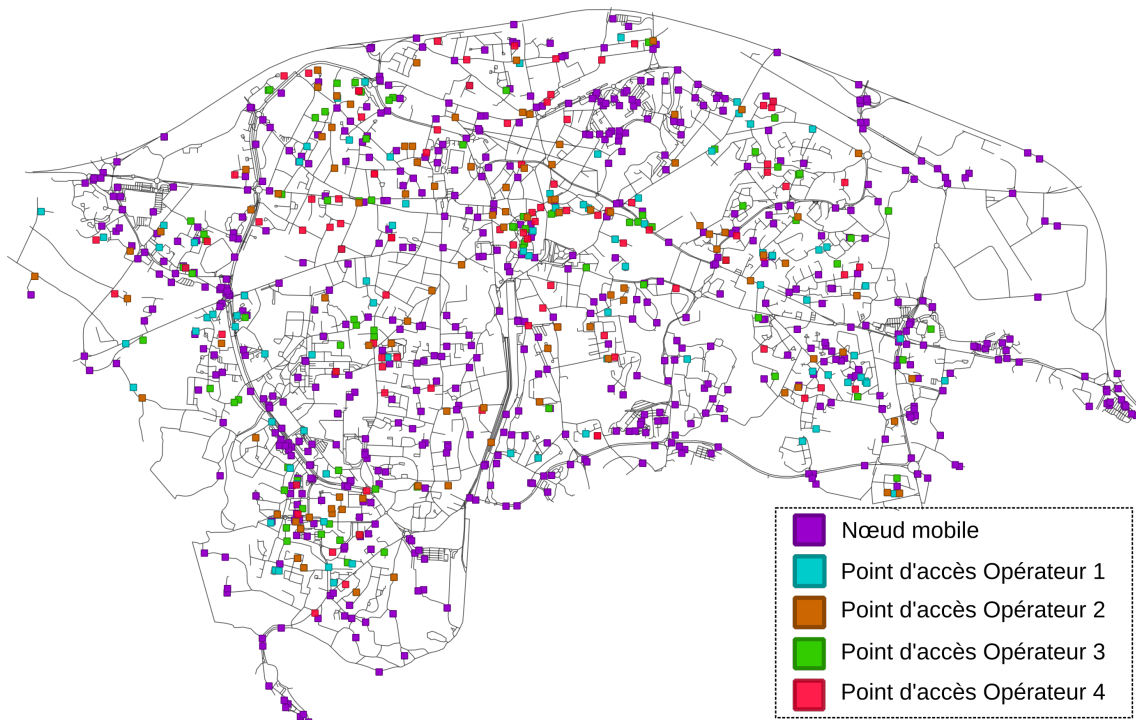 Nœud mobile
Point d'accès Opérateur 1
Point d'accès Opérateur 2
Point d'accès Opérateur 3
Point d'accès Opérateur 4